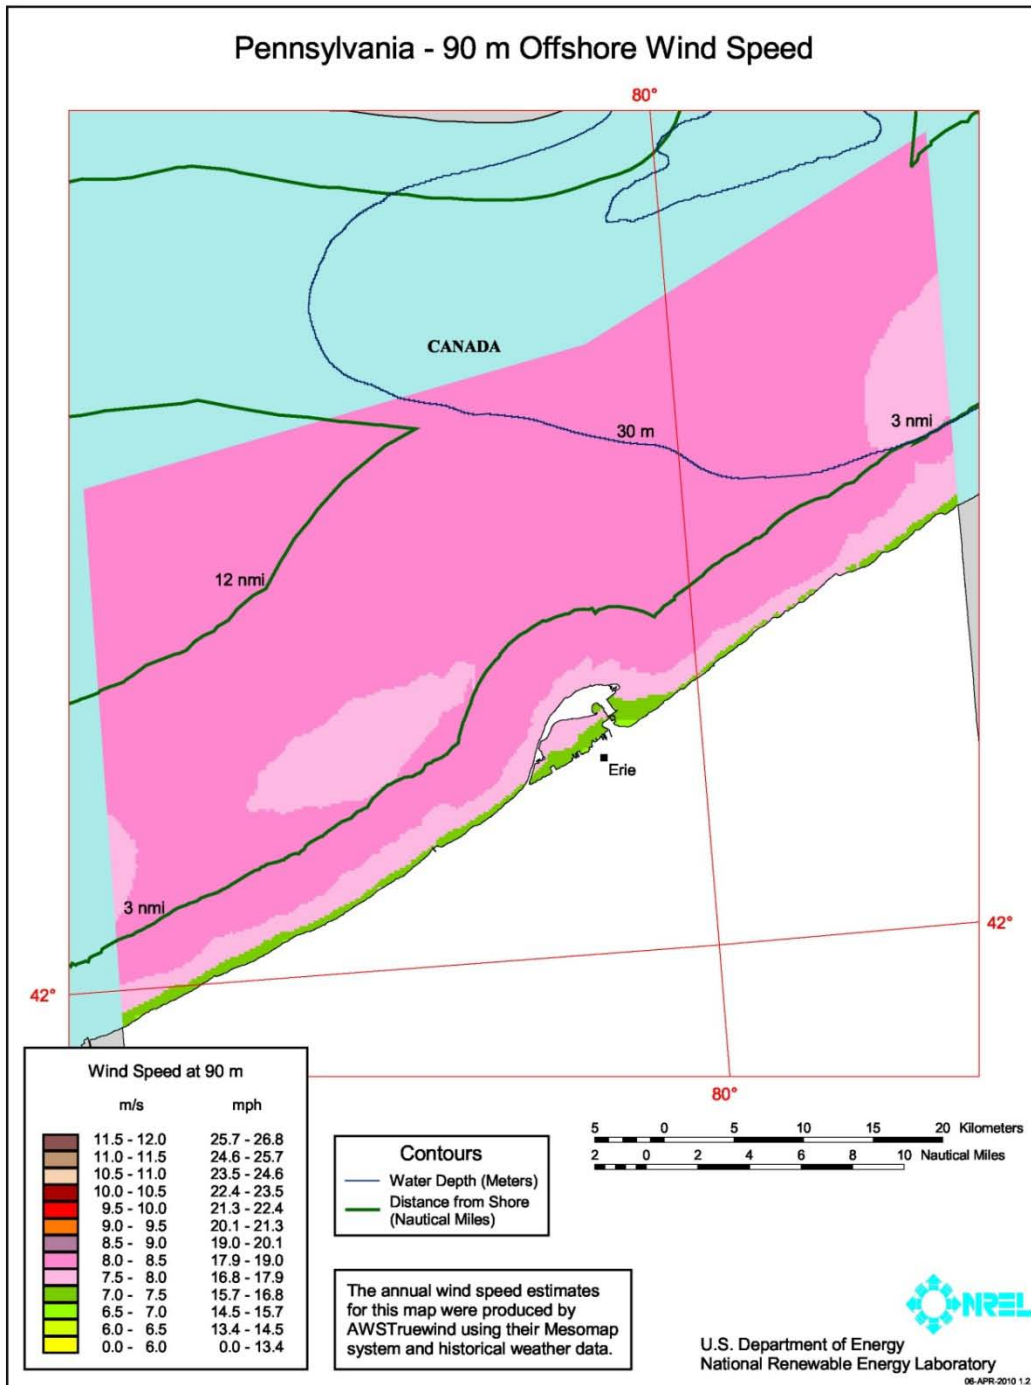 Pennsylvania - 90 m Offshore Wind Speed
80°
CANADA
30 m
3 nmi
12 nmi
Erie
3 nmi
42°
42°
80°
Wind Speed at 90 m
m/s mph
11.5 - 12.0 25.7 - 26.8
11.0 - 11.5 24.6 - 25.7
10.5 - 11.0 23.5 - 24.6
10.0 - 10.5 22.4 - 23.5
9.5 - 10.0 21.3 - 22.4
9.0 - 9.5 20.1 - 21.3
8.5 - 9.0 19.0 - 20.1
8.0 - 8.5 17.9 - 19.0
7.5 - 8.0 16.8 - 17.9
7.0 - 7.5 15.7 - 16.8
6.5 - 7.0 14.5 - 15.7
6.0 - 6.5 13.4 - 14.5
0.0 - 6.0 0.0 - 13.4
Contours
Water Depth (Meters)
Distance from Shore
(Nautical Miles)
5 0 5 10 15 20 Kilometers
2 0 2 4 6 8 10 Nautical Miles
The annual wind speed estimates
for this map were produced by
AWSTruewind using their Mesomap
system and historical weather data.
NREL
U.S. Department of Energy
National Renewable Energy Laboratory
06-APR-2010 1.2